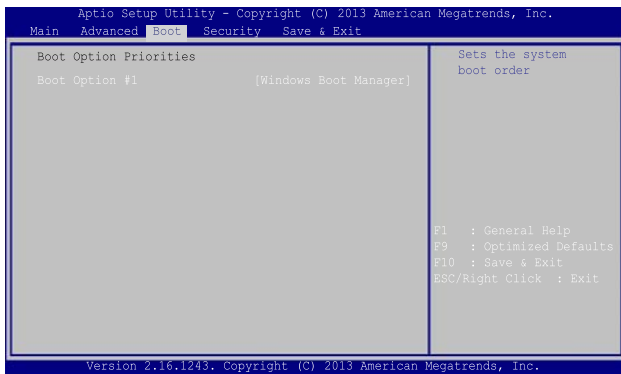 Aptio Setup Utility - Copyright (C) 2013 American Megatrends, Inc.
Main Advanced Boot Security Save & Exit
Boot Option Priorities
Boot Option #1 [Windows Boot Manager]
Sets the system
boot order
F1 : General Help
F9 : Optimized Defaults
F10 : Save & Exit
ESC/Right Click : Exit
Version 2.16.1243. Copyright (C) 2013 American Megatrends, Inc.